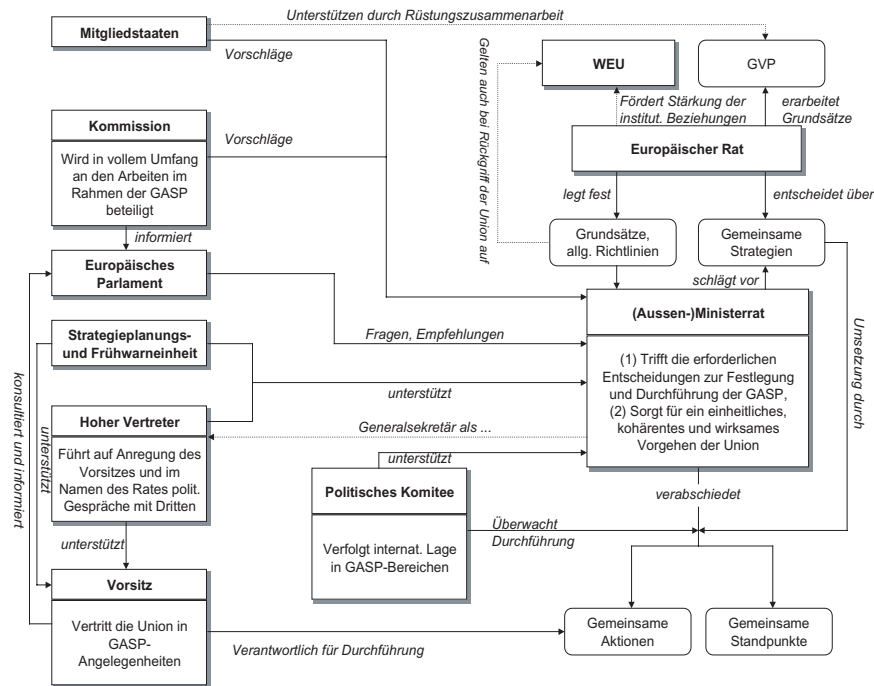 Unterstützen durch Rüstungszusammenarbeit
Mitgliedstaaten
Vorschläge
WEU
GVP
Gelten auch bei Rückgriff der Union auf
Fördert Stärkung der
institut. Beziehungen
erarbeitet
Grundsätze
Kommission
Wird in vollem Umfang
an den Arbeiten im
Rahmen der GASP
beteiligt
Vorschläge
Europäischer Rat
legt fest
entscheidet über
informiert
Grundsätze,
allg. Richtlinien
Gemeinsame
Strategien
Europäisches
Parlament
schlägt vor
(Aussen-)Ministerrat
Fragen, Empfehlungen
Strategieplanungs-
und Frühwarneinheit
(1) Trifft die erforderlichen
Entscheidungen zur Festlegung
und Durchführung der GASP,
(2) Sorgt für ein einheitliches,
kohärentes und wirksames
Vorgehen der Union
Umsetzung durch
unterstützt
konsultiert und informiert
unterstützt
Hoher Vertreter
Führt auf Anregung des
Vorsitzes und im
Namen des Rates polit.
Gespräche mit Dritten
Generalsekretär als ...
unterstützt
Politisches Komitee
Verfolgt internat. Lage
in GASP-Bereichen
verabschiedet
Überwacht
Durchführung
unterstützt
Vorsitz
Vertritt die Union in
GASP-
Angelegenheiten
Verantwortlich für Durchführung
Gemeinsame
Aktionen
Gemeinsame
Standpunkte